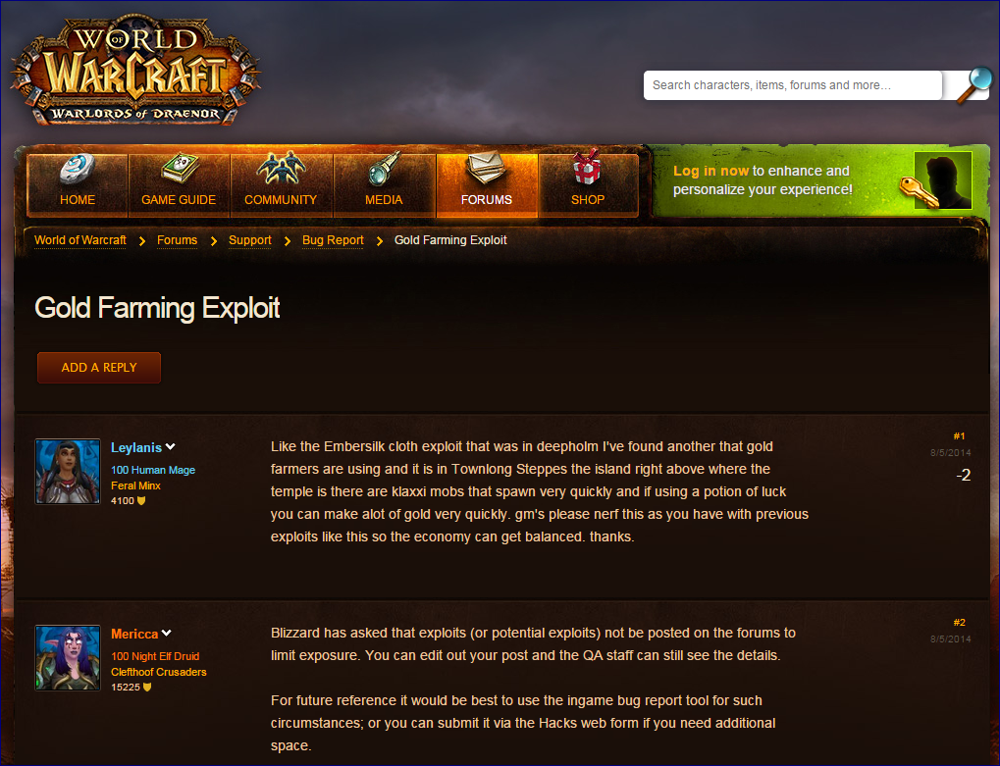 WORLD
OF
WARCRAFT
WARLORDS OF DRAENOR
Search characters, items, forums and more…
HOME
GAME GUIDE
COMMUNITY
MEDIA
FORUMS
SHOP
Log in now to enhance and
personalize your experience!
World of Warcraft > Forums > Support > Bug Report > Gold Farming Exploit
Gold Farming Exploit
ADD A REPLY
Leylanis
100 Human Mage
Feral Minx
4100
Like the Embersilk cloth exploit that was in deepholm I've found another that gold
farmers are using and it is in Townlong Steppes the island right above where the
temple is there are klaxxi mobs that spawn very quickly and if using a potion of luck
you can make alot of gold very quickly. gm's please nerf this as you have with previous
exploits like this so the economy can get balanced. thanks.
#1
8/5/2014
-2
Mericca
100 Night Elf Druid
Clefthoof Crusaders
15225
Blizzard has asked that exploits (or potential exploits) not be posted on the forums to
limit exposure. You can edit out your post and the QA staff can still see the details.
For future reference it would be best to use the ingame bug report tool for such
circumstances; or you can submit it via the Hacks web form if you need additional
space.
#2
8/5/2014